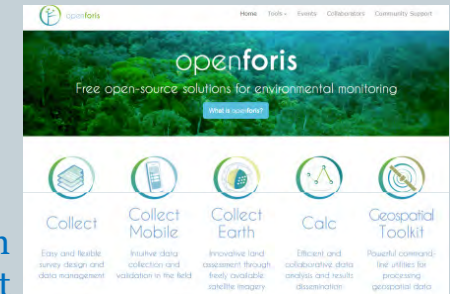 openforis
Home Tools Events Collaborators Community Support
openforis
Free open-source solutions for environmental monitoring
What is openforis?
Collect
Collect Mobile
Collect Earth
Calc
Geospatial Toolkit
Easy and flexible survey design and data management
Intuitive data collection and validation in the field
Innovative land assessment through freely available satellite imagery
Efficient and collaborative data analysis and results dissemination
Powerful command-line utilities for processing geospatial data